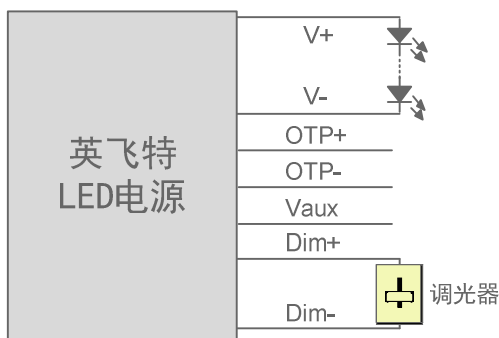 英飞特
LED电源
V+
V-
OTP+
OTP-
Vaux
Dim+
Dim-
调光器